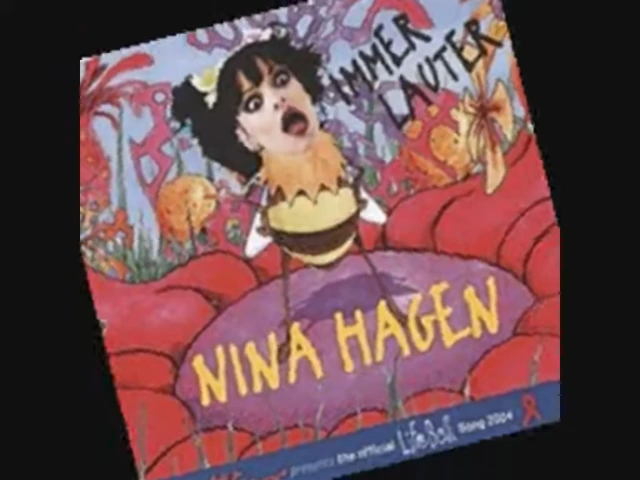 IMMER
LAUTER
NINA HAGEN
presents the official Life Ball Song 2004